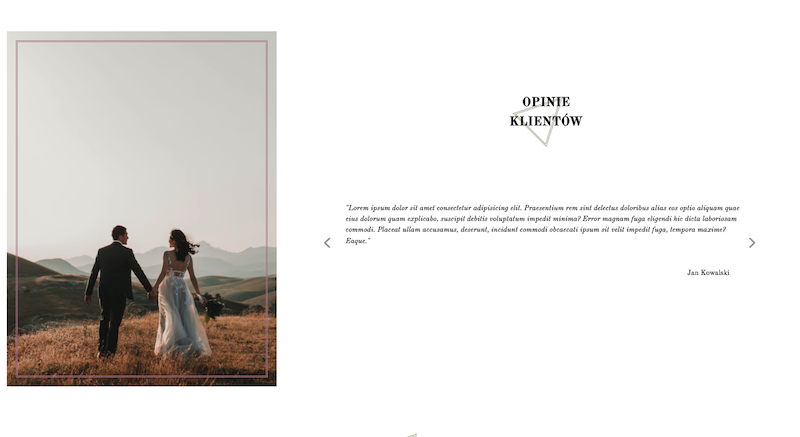 OPINIE
KLIENTÓW
"Lorem ipsum dolor sit amet consectetur adipisicing elit. Praesentium rem sint delectus doloribus alias eos optio aliquam quae
eius dolorum quam explicabo, suscipit debitis voluptatum impedit minima? Error magnam fuga eligendi hic dicta laboriosam
commodi. Placeat ullam accusamus, deserunt, incidunt commodi obcaecati ipsum sit velit impedit fuga, tempora maxime?
Eaque."
Jan Kowalski